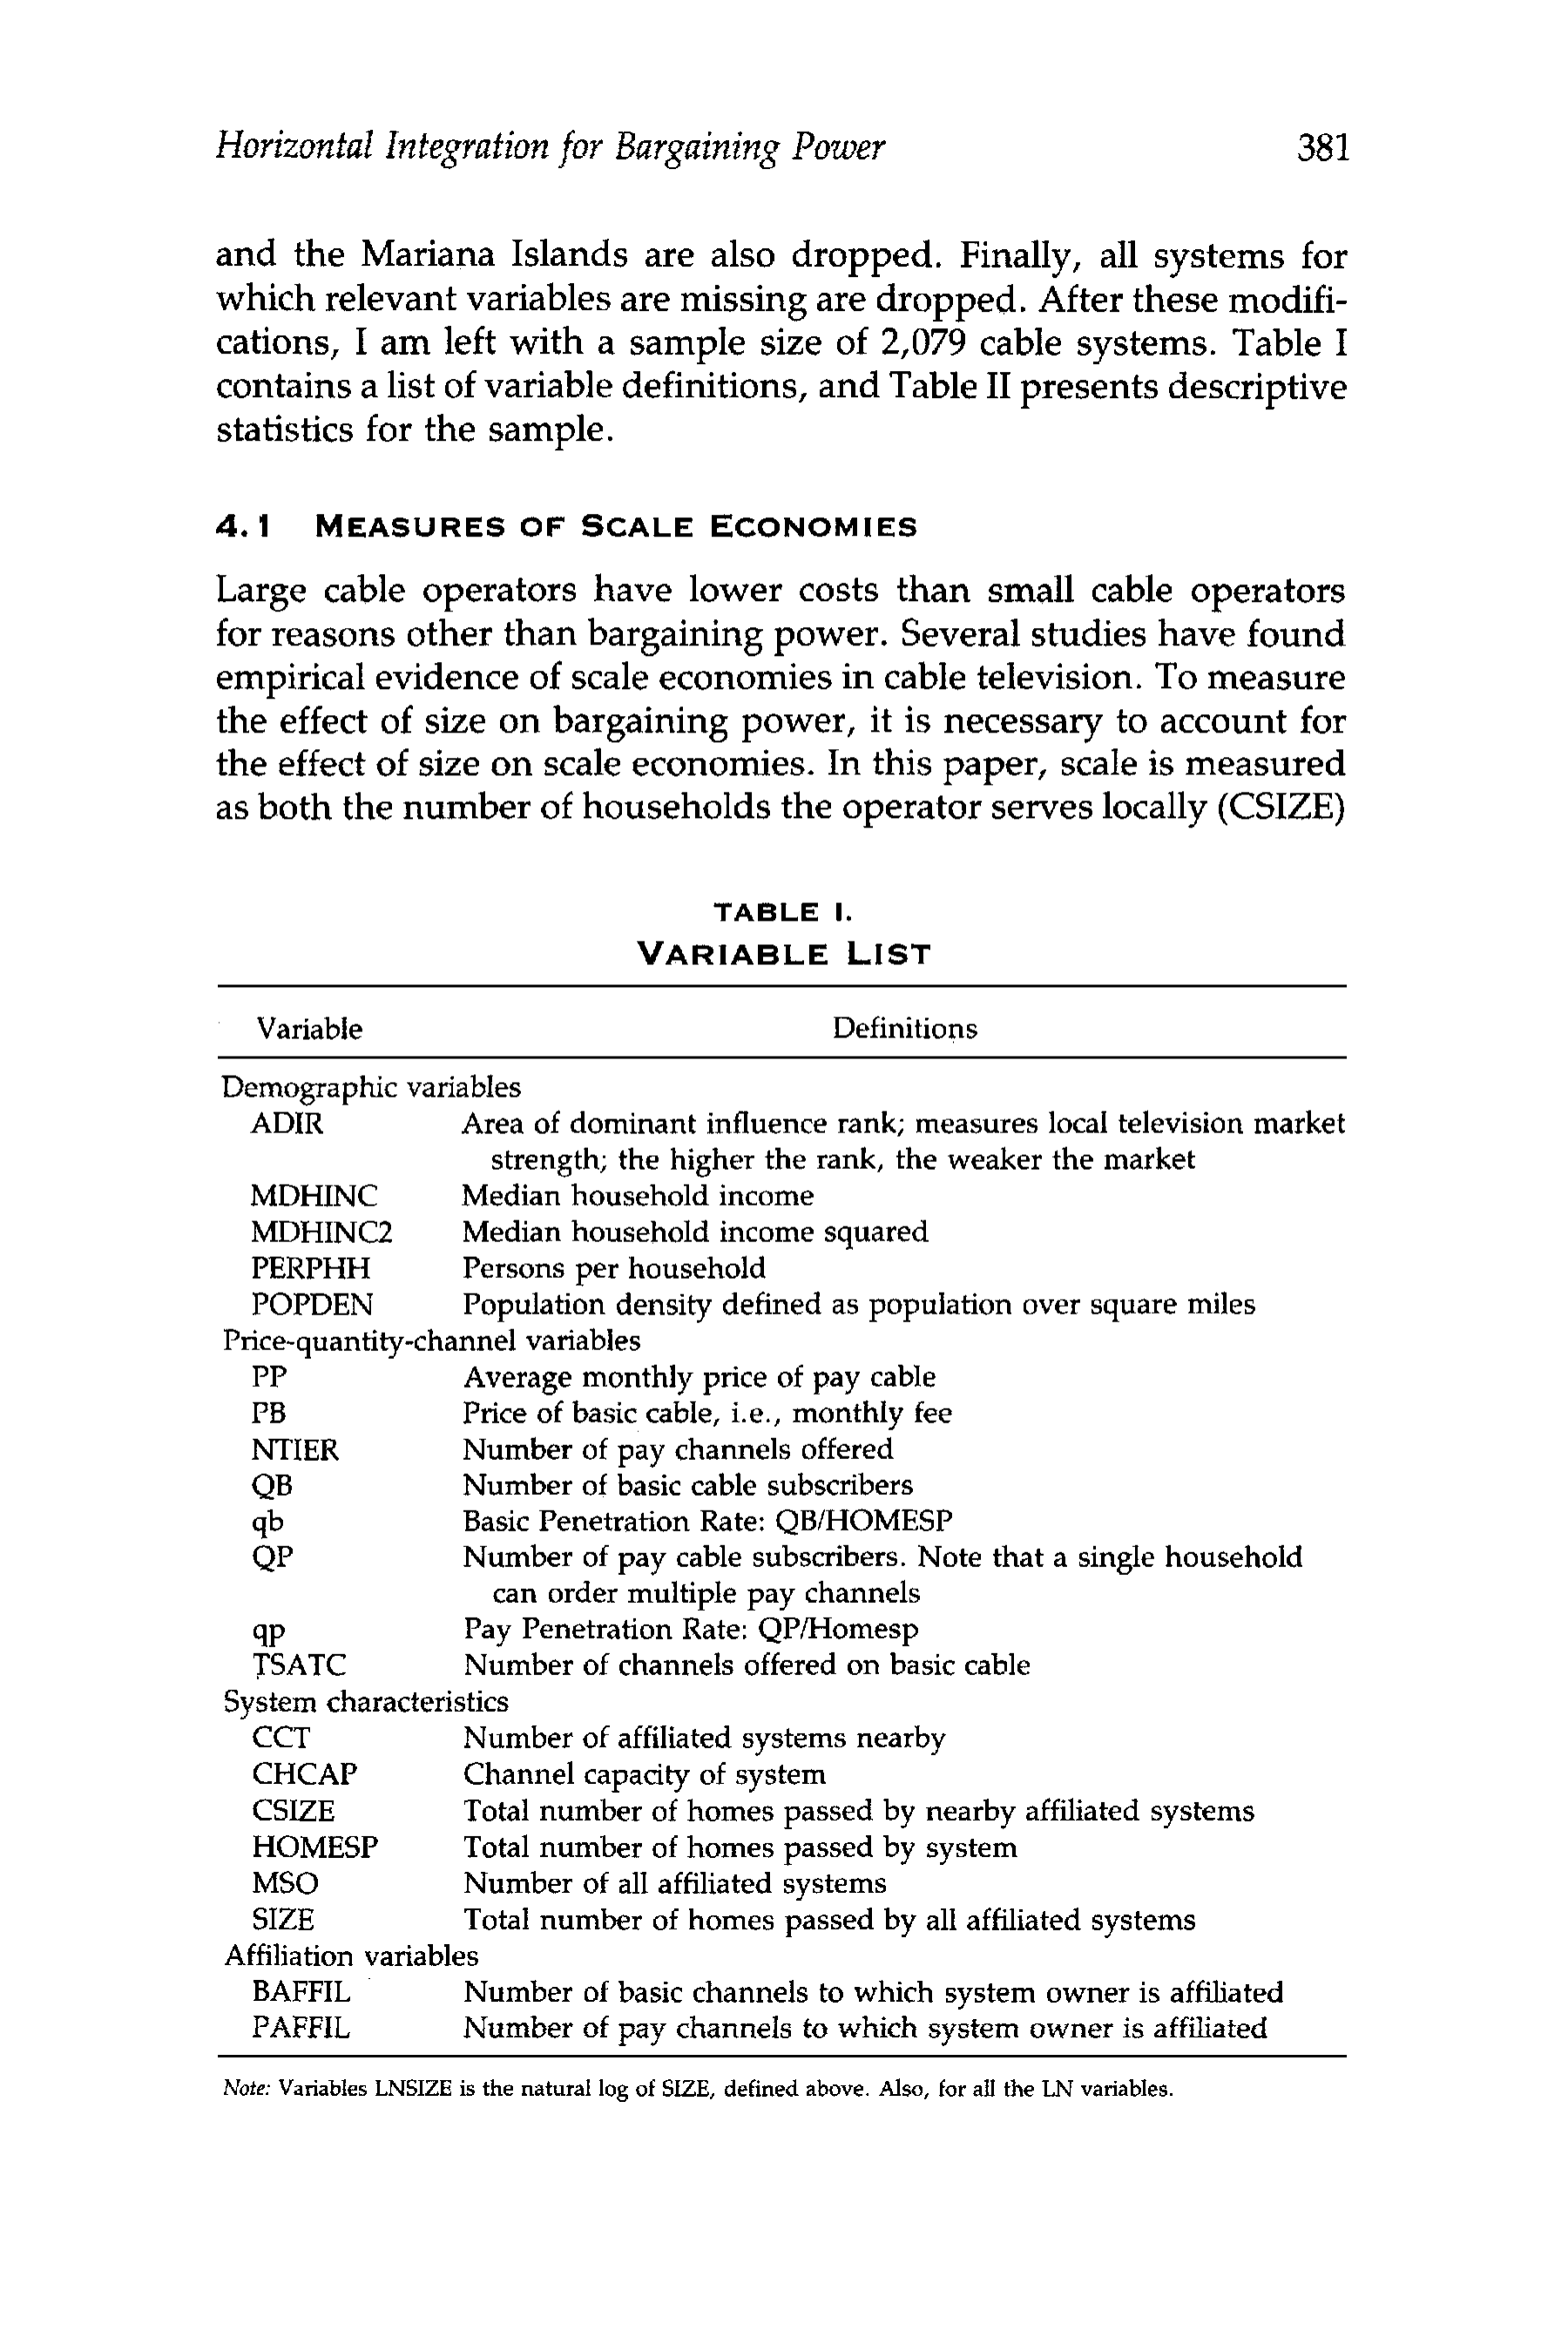 Horizontal Integration for Bargaining Power 381
and the Mariana Islands are also dropped. Finally, all systems for
which relevant variables are missing are dropped. After these modifi-
cations, I am left with a sample size of 2,079 cable systems. Table I
contains a list of variable definitions, and Table II presents descriptive
statistics for the sample.
4.1 MEASURES OF SCALE ECONOMIES
Large cable operators have lower costs than small cable operators
for reasons other than bargaining power. Several studies have found
empirical evidence of scale economies in cable television. To measure
the effect of size on bargaining power, it is necessary to account for
the effect of size on scale economies. In this paper, scale is measured
as both the number of households the operator serves locally (CSIZE)
TABLE I.
VARIABLE LIST
Variable Definitions
Demographic variables
ADIR Area of dominant influence rank; measures local television market
strength; the higher the rank, the weaker the market
MDHINC Median household income
MDHINC2 Median household income squared
PERPHH Persons per household
POPDEN Population density defined as population over square miles
Price-quantity-channel variables
PP Average monthly price of pay cable
PB Price of basic cable, i.e., monthly fee
NTIER Number of pay channels offered
QB Number of basic cable subscribers
qb Basic Penetration Rate: QB/HOMESP
QP Number of pay cable subscribers. Note that a single household
can order multiple pay channels
qp Pay Penetration Rate: QP/Homesp
TSATC Number of channels offered on basic cable
System characteristics
CCT Number of affiliated systems nearby
CHCAP Channel capacity of system
CSIZE Total number of homes passed by nearby affiliated systems
HOMESP Total number of homes passed by system
MSO Number of all affiliated systems
SIZE Total number of homes passed by all affiliated systems
Affiliation variables
BAFFIL Number of basic channels to which system owner is affiliated
PAFFIL Number of pay channels to which system owner is affiliated
Note: Variables LNSIZE is the natural log of SIZE, defined above. Also, for all the LN variables.